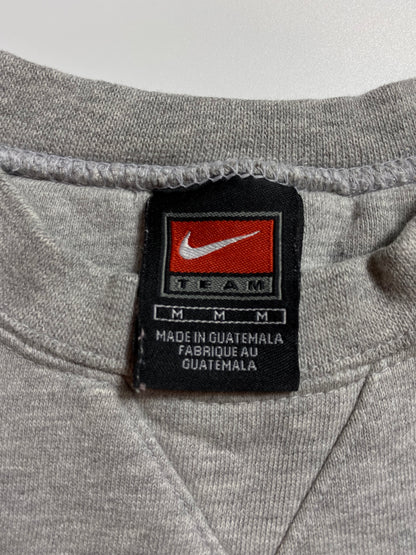 TEAM
M M M
MADE IN GUATEMALA
FABRIQUE AU
GUATEMALA